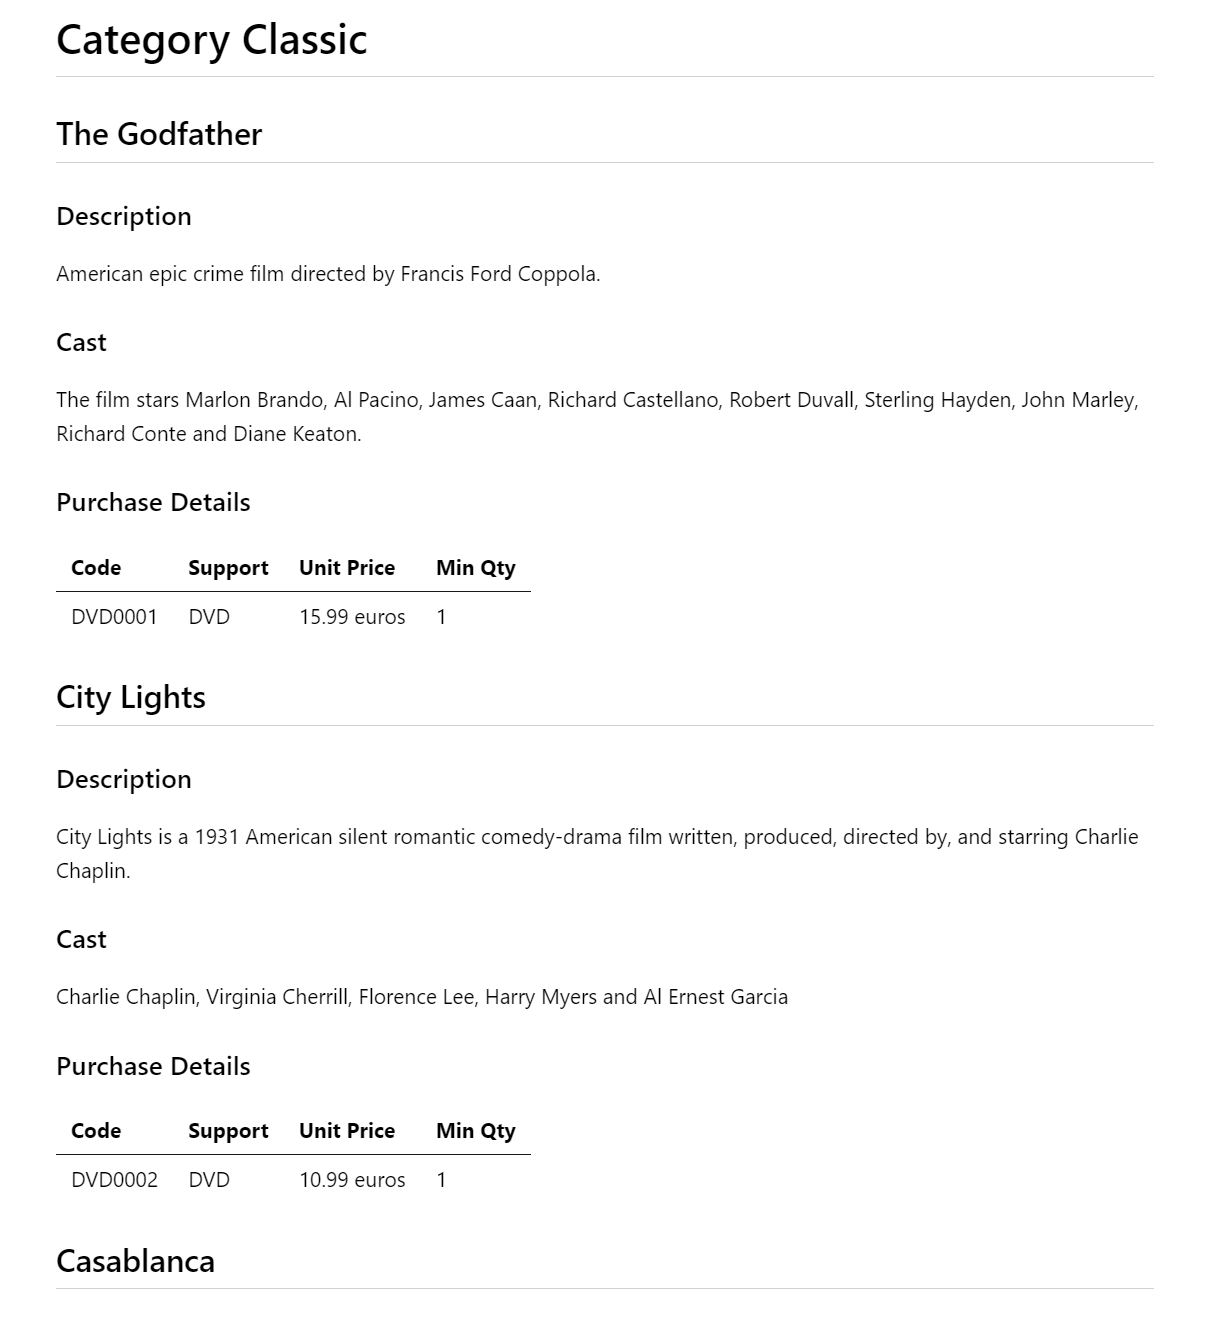 Category Classic
The Godfather
Description
American epic crime film directed by Francis Ford Coppola.
Cast
The film stars Marlon Brando, Al Pacino, James Caan, Richard Castellano, Robert Duvall, Sterling Hayden, John Marley,
Richard Conte and Diane Keaton.
Purchase Details
Code Support Unit Price Min Qty
DVD0001 DVD 15.99 euros 1
City Lights
Description
City Lights is a 1931 American silent romantic comedy-drama film written, produced, directed by, and starring Charlie
Chaplin.
Cast
Charlie Chaplin, Virginia Cherrill, Florence Lee, Harry Myers and Al Ernest Garcia
Purchase Details
Code Support Unit Price Min Qty
DVD0002 DVD 10.99 euros 1
Casablanca